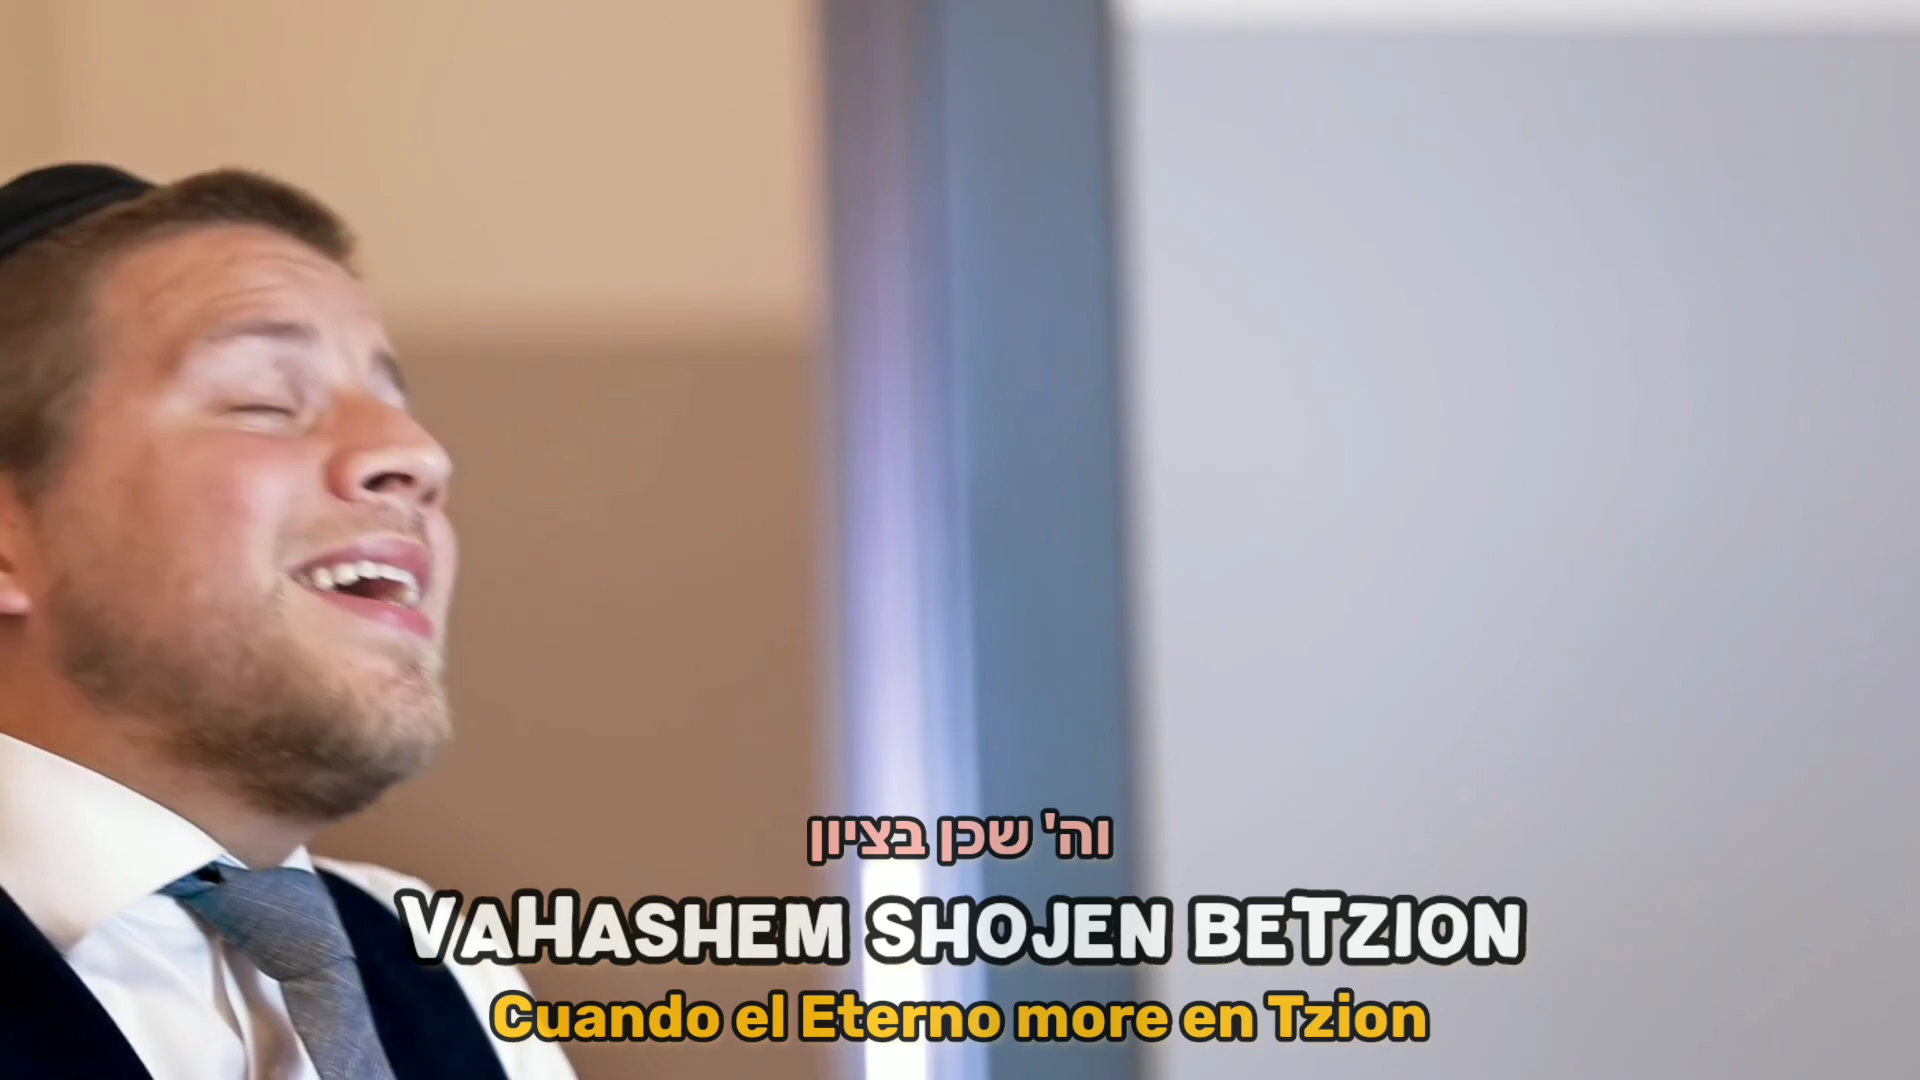 וה' שכן בציון
VAHASHEM SHOJEN BETZION
Cuando el Eterno more en Tzion